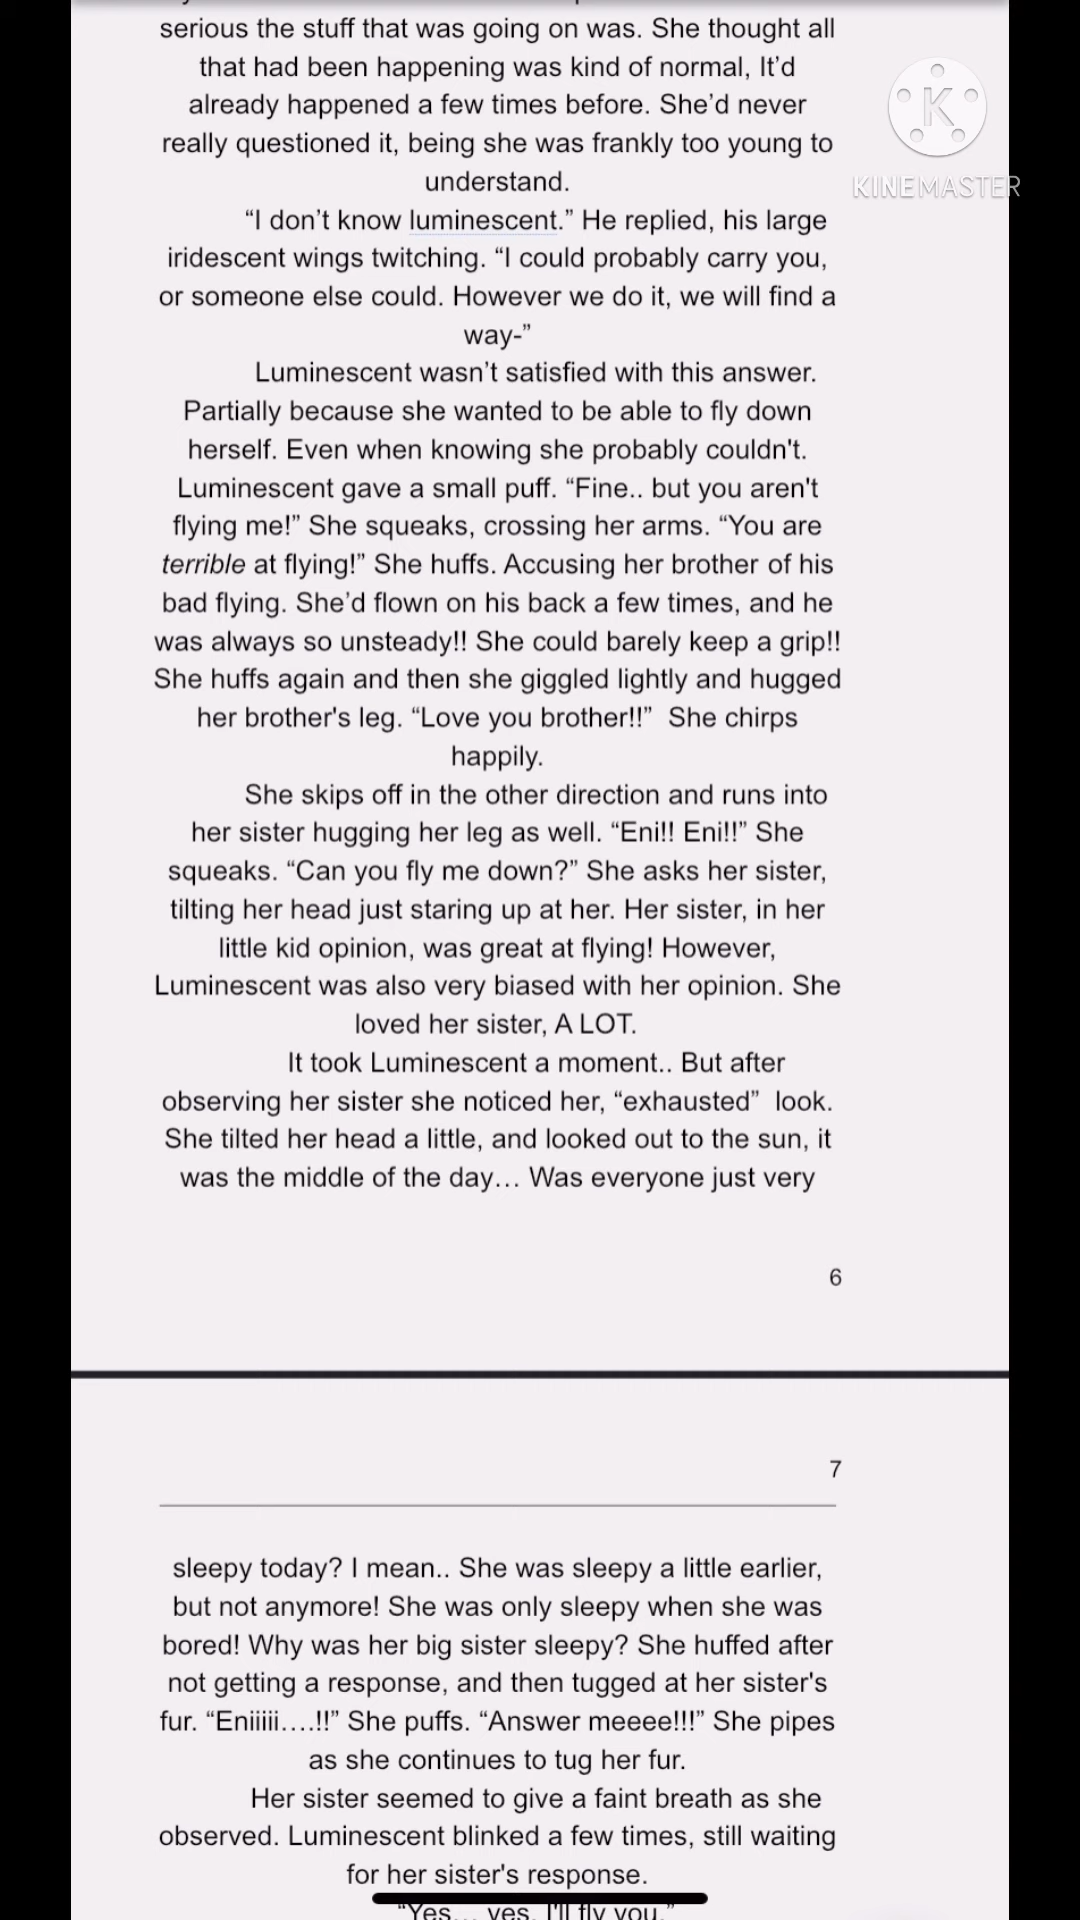 serious the stuff that was going on was. She thought all
that had been happening was kind of normal, It’d
already happened a few times before. She’d never
really questioned it, being she was frankly too young to
understand.
“I don’t know luminescent.” He replied, his large
iridescent wings twitching. “I could probably carry you,
or someone else could. However we do it, we will find a
way-”
Luminescent wasn’t satisfied with this answer.
Partially because she wanted to be able to fly down
herself. Even when knowing she probably couldn't.
Luminescent gave a small puff. “Fine.. but you aren't
flying me!” She squeaks, crossing her arms. “You are
terrible at flying!” She huffs. Accusing her brother of his
bad flying. She’d flown on his back a few times, and he
was always so unsteady!! She could barely keep a grip!!
She huffs again and then she giggled lightly and hugged
her brother's leg. “Love you brother!!”  She chirps
happily.
She skips off in the other direction and runs into
her sister hugging her leg as well. “Eni!! Eni!!” She
squeaks. “Can you fly me down?” She asks her sister,
tilting her head just staring up at her. Her sister, in her
little kid opinion, was great at flying! However,
Luminescent was also very biased with her opinion. She
loved her sister, A LOT.
It took Luminescent a moment.. But after
observing her sister she noticed her, “exhausted”  look.
She tilted her head a little, and looked out to the sun, it
was the middle of the day… Was everyone just very
6
7
sleepy today? I mean.. She was sleepy a little earlier,
but not anymore! She was only sleepy when she was
bored! Why was her big sister sleepy? She huffed after
not getting a response, and then tugged at her sister's
fur. “Eniiiii….!!” She puffs. “Answer meeee!!!” She pipes
as she continues to tug her fur.
Her sister seemed to give a faint breath as she
observed. Luminescent blinked a few times, still waiting
for her sister's response.
“Yes… yes, I'll fly you.”
K
KINEMASTER